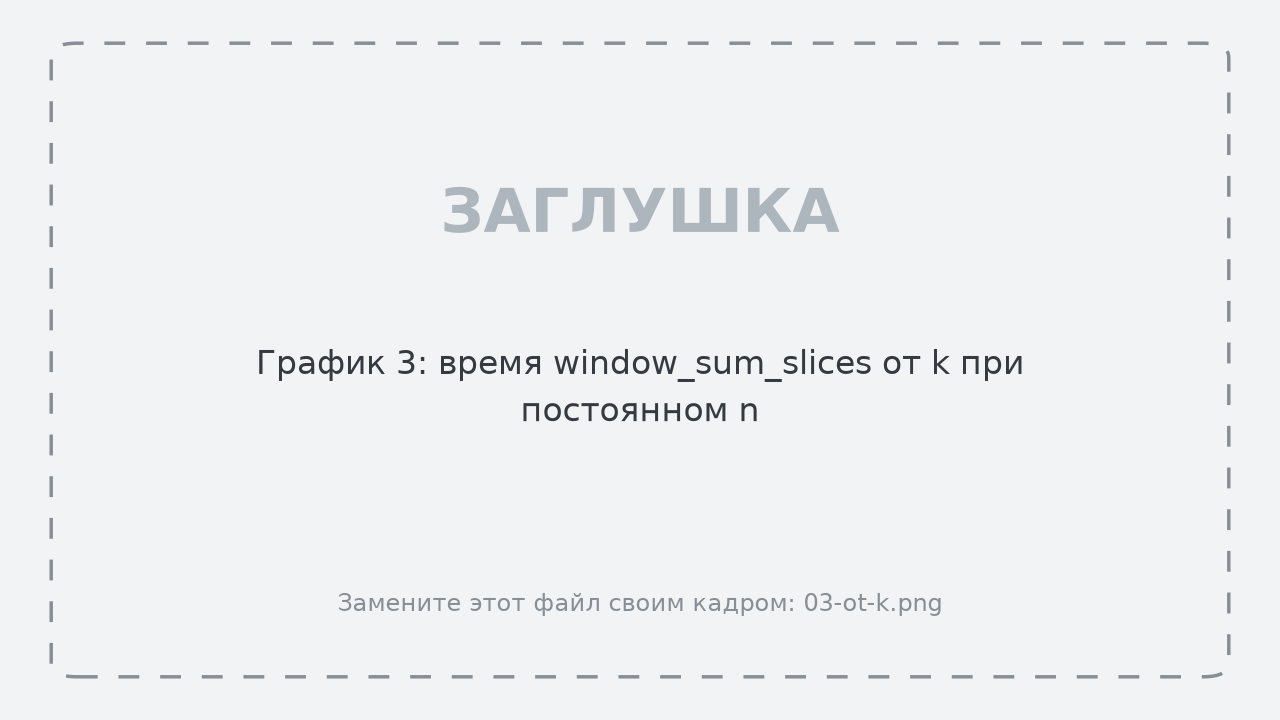 ЗАГЛУШКА
График 3: время window_sum_slices от k при
постоянном n
Замените этот файл своим кадром: 03-ot-k.png